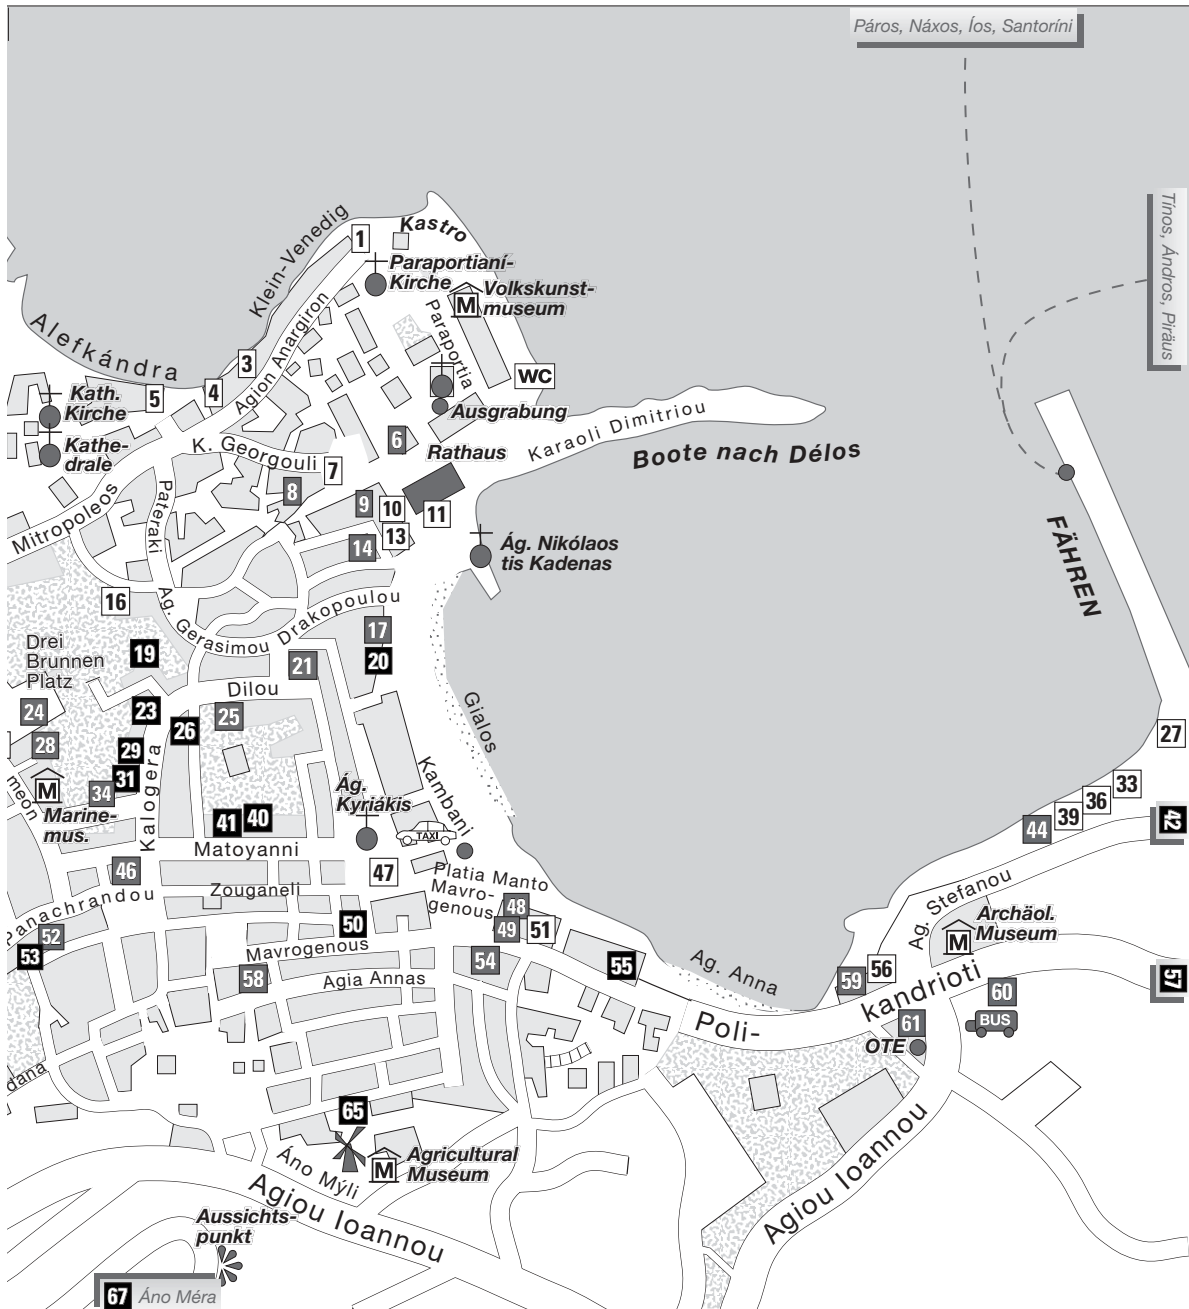 Páros, Náxos, Íos, Santoríni
Tínos, Ándros, Piräus
Klein-Venedig
1
Kastro
Paraportianí-
Kirche
M
Volkskunst-
museum
Alefkándra
Agion Anargiron
Paraportia
3
4
5
WC
Kath.
Kirche
Kathe-
drale
Ausgrabung
6
Rathaus
Karaoli Dimitriou
Boote nach Délos
K. Georgouli
7
8
9
10
11
13
14
Mitropoleos
Pateraki
FÄHREN
Ág. Nikólaos
tis Kadenas
16
Ag. Gerasimou
Drakopoulou
17
Drei
Brunnen
Platz
19
20
21
Dilou
23
24
25
26
Gialos
27
28
29
31
33
34
36
39
M
Marine-
mus.
meon
Kalogera
Kambani
Ág.
Kyriákis
TAXI
40
41
42
44
Matoyanni
46
47
Platia Manto
Mavro-
genous
48
49
Zouganeli
Panachrandou
50
51
52
53
Mavrogenous
54
55
Ag. Stefanou
Archäol.
Museum
M
Ag. Anna
56
57
58
Agia Annas
59
60
Poli-
kandrioti
BUS
61
OTE
dana
65
Áno Mýli
M
Agricultural
Museum
Agiou Ioannou
Agiou Ioannou
Aussichts-
punkt
67 Áno Méra